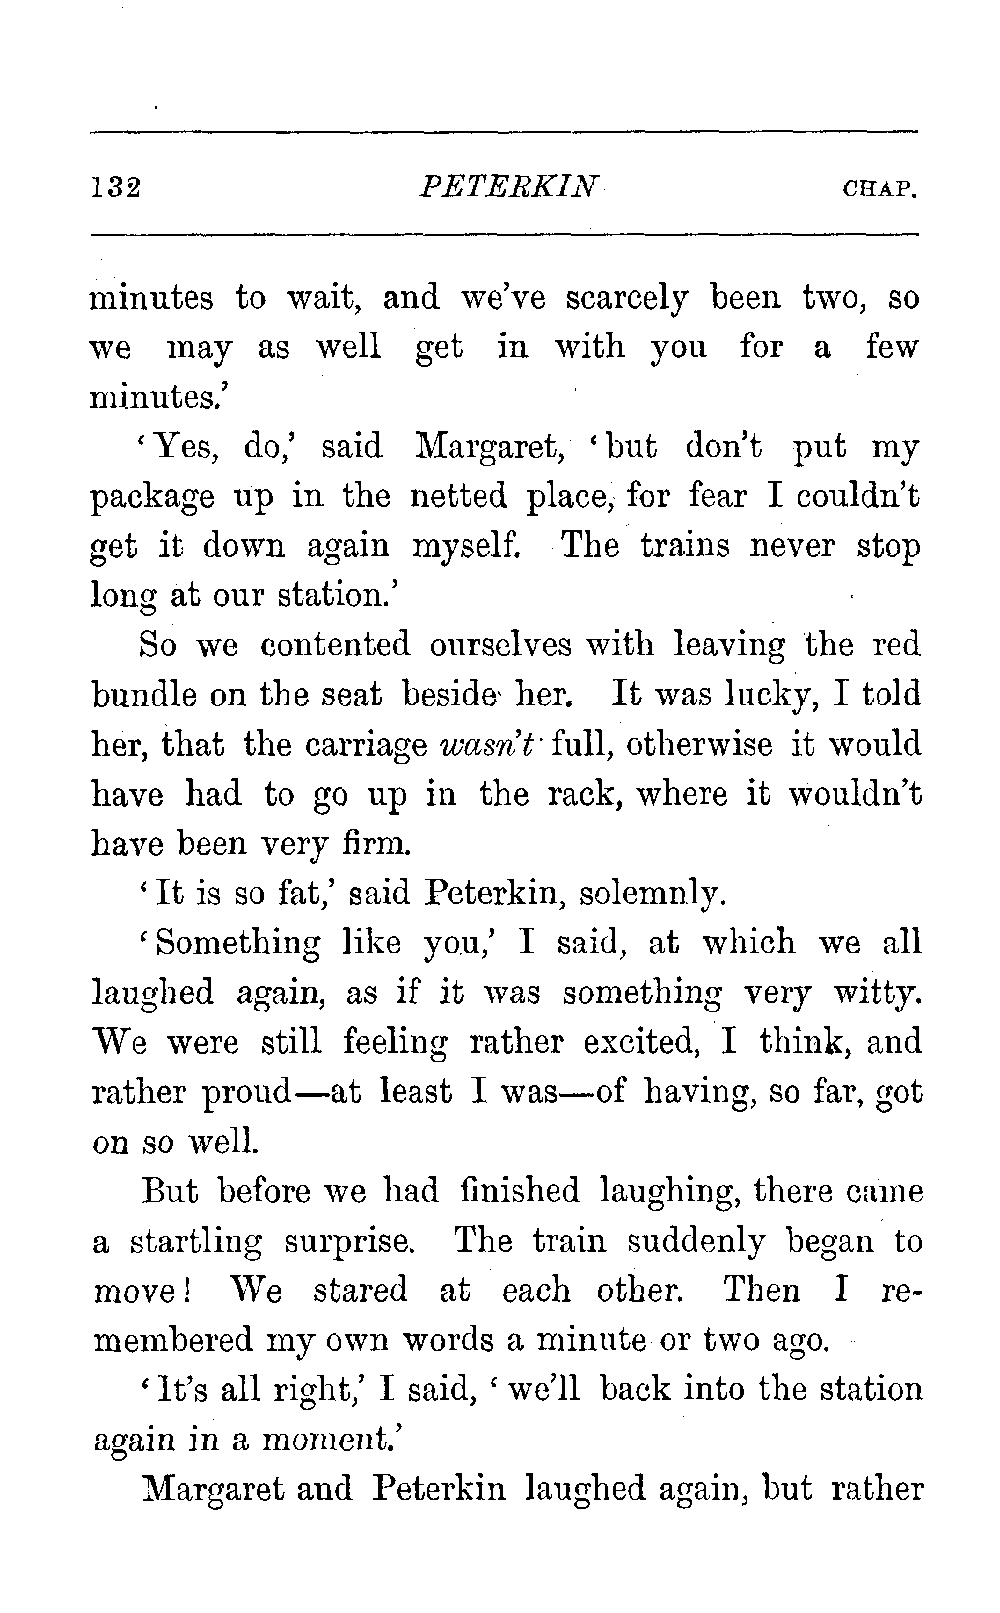 132 PETERKIN CHAP.
minutes to wait, and we've scarcely been two, so
we may as well get in with you for a few
minutes.'
'Yes, do,' said Margaret, 'but don't put my
package up in the netted place, for fear I couldn't
get it down again myself. The trains never stop
long at our station.'
So we contented ourselves with leaving the red
bundle on the seat beside her. It was lucky, I told
her, that the carriage wasn't full, otherwise it would
have had to go up in the rack, where it wouldn't
have been very firm.
'It is so fat,' said Peterkin, solemnly.
'Something like you,' I said, at which we all
laughed again, as if it was something very witty.
We were still feeling rather excited, I think, and
rather proud—at least I was—of having, so far, got
on so well.
But before we had finished laughing, there came
a startling surprise. The train suddenly began to
move! We stared at each other. Then I re-
membered my own words a minute or two ago.
'It's all right,' I said, 'we'll back into the station
again in a moment.'
Margaret and Peterkin laughed again, but rather